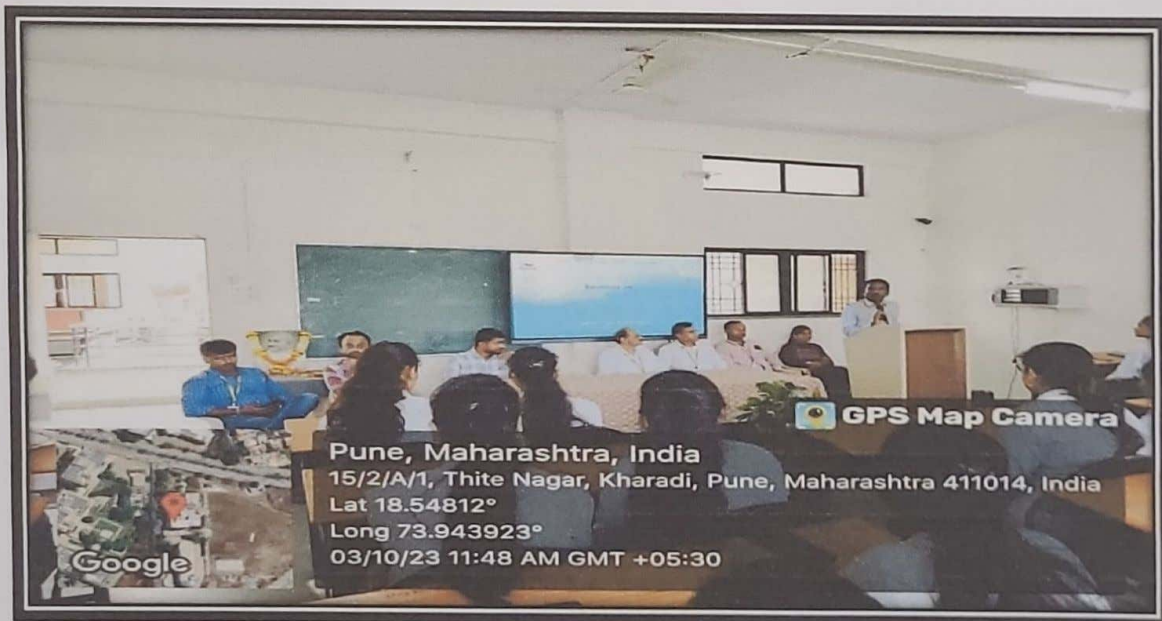 GPS Map Camera
Pune, Maharashtra, India
15/2/A/1, Thite Nagar, Kharadi, Pune, Maharashtra 411014, India
Lat 18.54812°
Long 73.943923°
03/10/23 11:48 AM GMT +05:30
Google